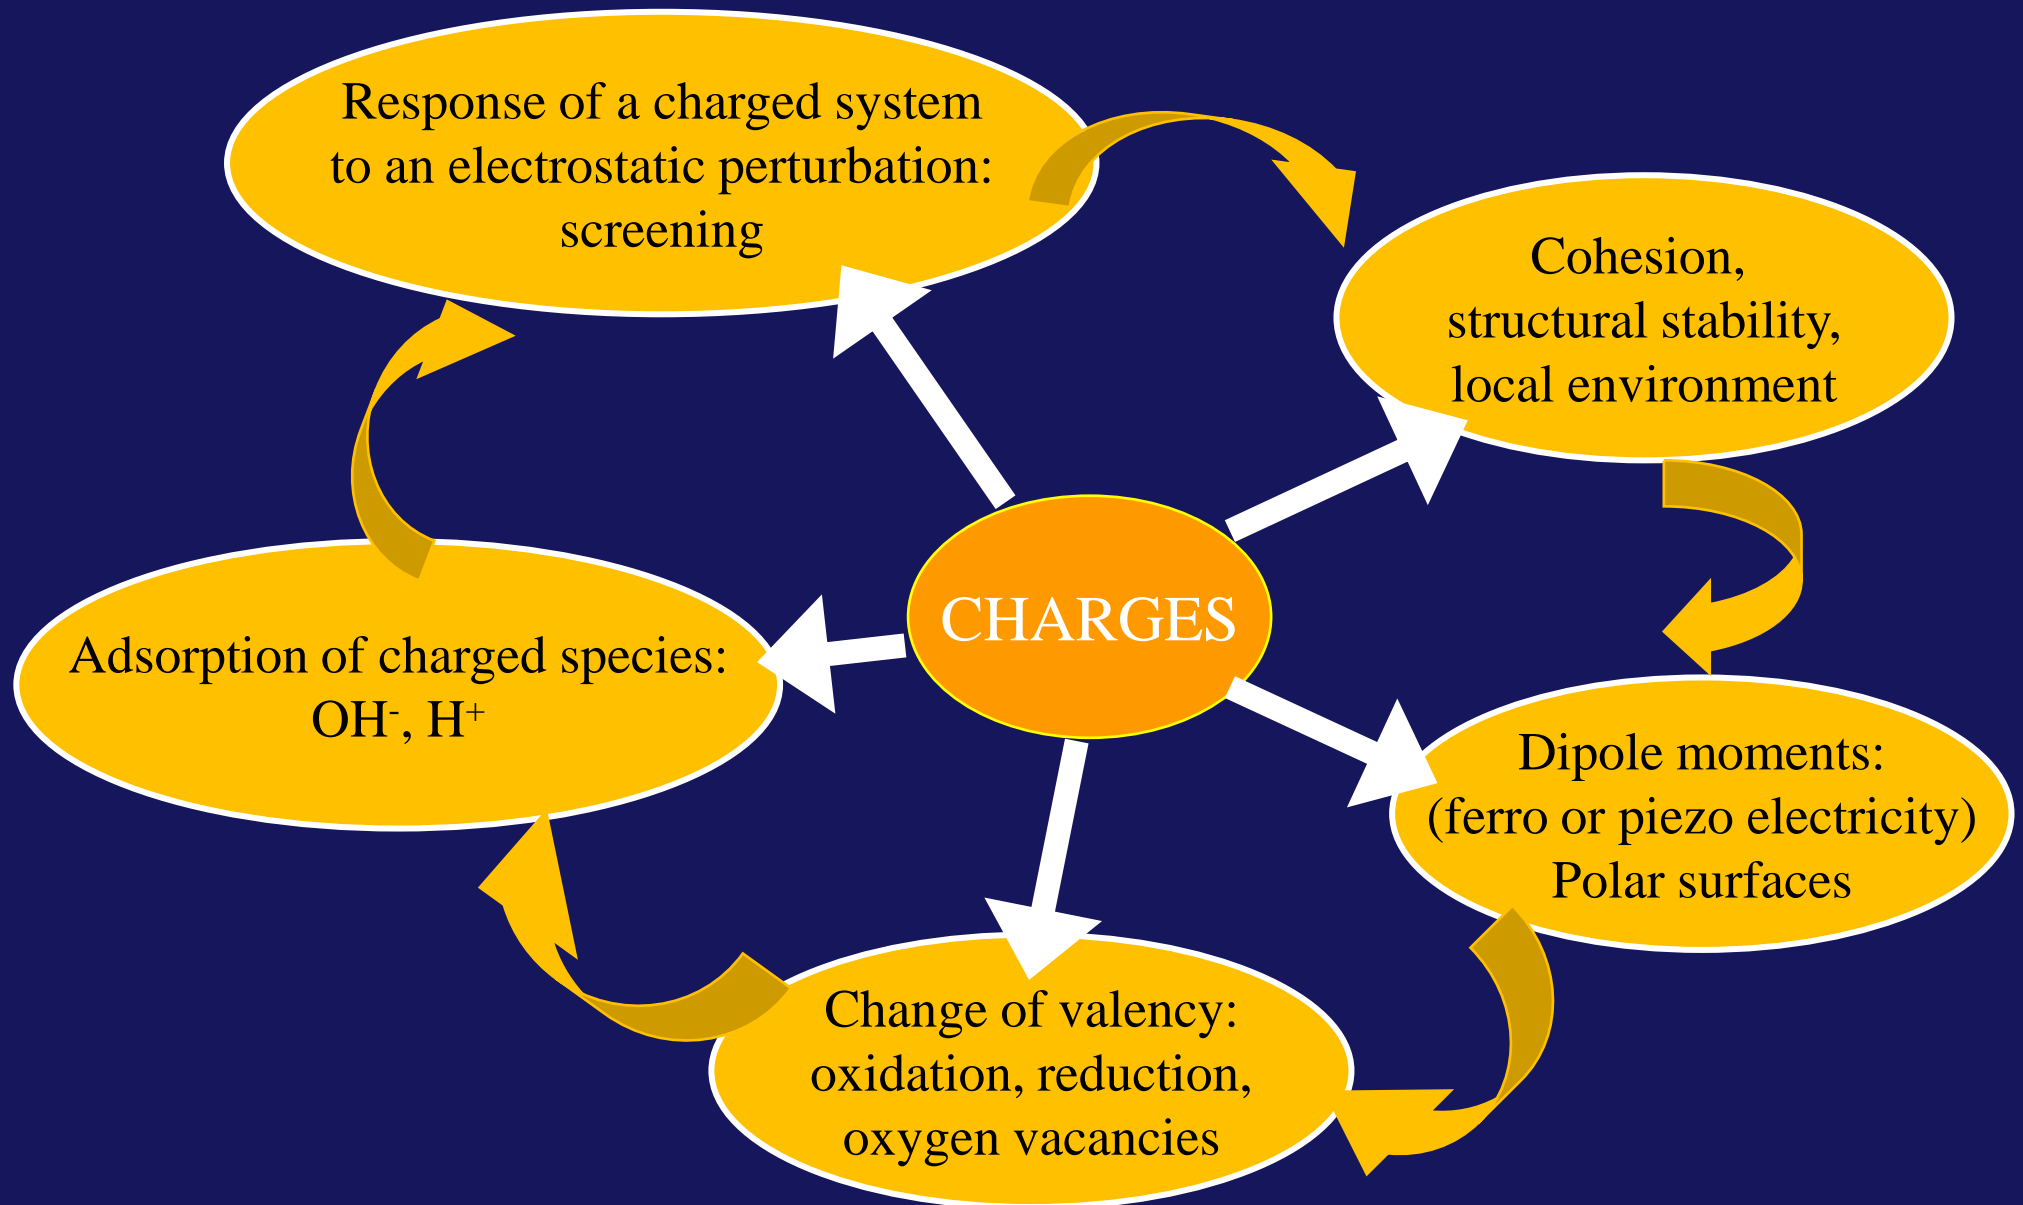 Response of a charged system
to an electrostatic perturbation:
screening
Cohesion,
structural stability,
local environment
CHARGES
Adsorption of charged species:
OH⁻, H⁺
Dipole moments:
(ferro or piezo electricity)
Polar surfaces
Change of valency:
oxidation, reduction,
oxygen vacancies